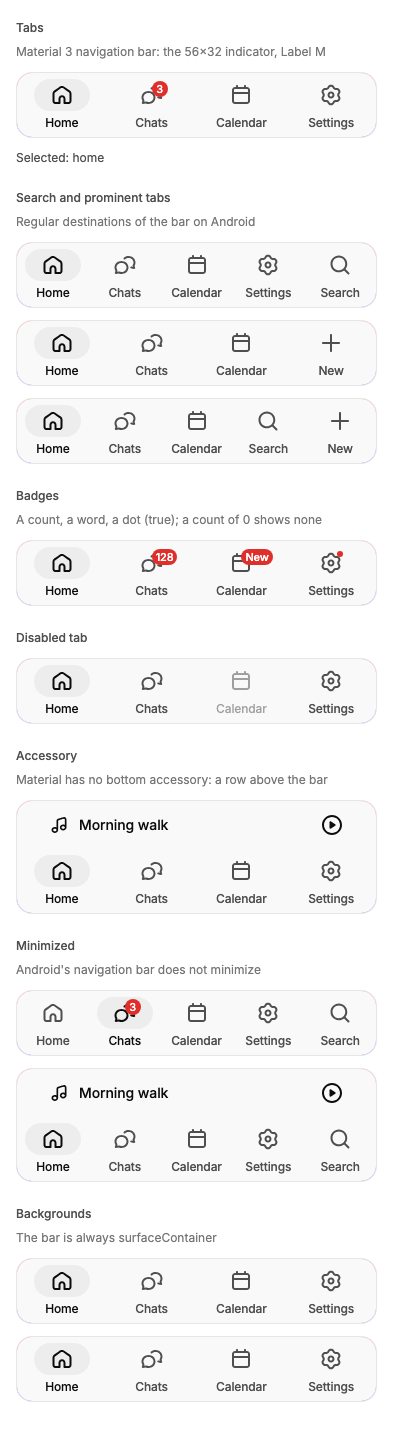 Tabs
Material 3 navigation bar: the 56×32 indicator, Label M
3
Home Chats Calendar Settings
Selected: home
Search and prominent tabs
Regular destinations of the bar on Android
Home Chats Calendar Settings Search
Home Chats Calendar New
Home Chats Calendar Search New
Badges
A count, a word, a dot (true); a count of 0 shows none
128 New
Home Chats Calendar Settings
Disabled tab
Home Chats Calendar Settings
Accessory
Material has no bottom accessory: a row above the bar
Morning walk
Home Chats Calendar Settings
Minimized
Android's navigation bar does not minimize
3
Home Chats Calendar Settings Search
Morning walk
Home Chats Calendar Settings Search
Backgrounds
The bar is always surfaceContainer
Home Chats Calendar Settings
Home Chats Calendar Settings